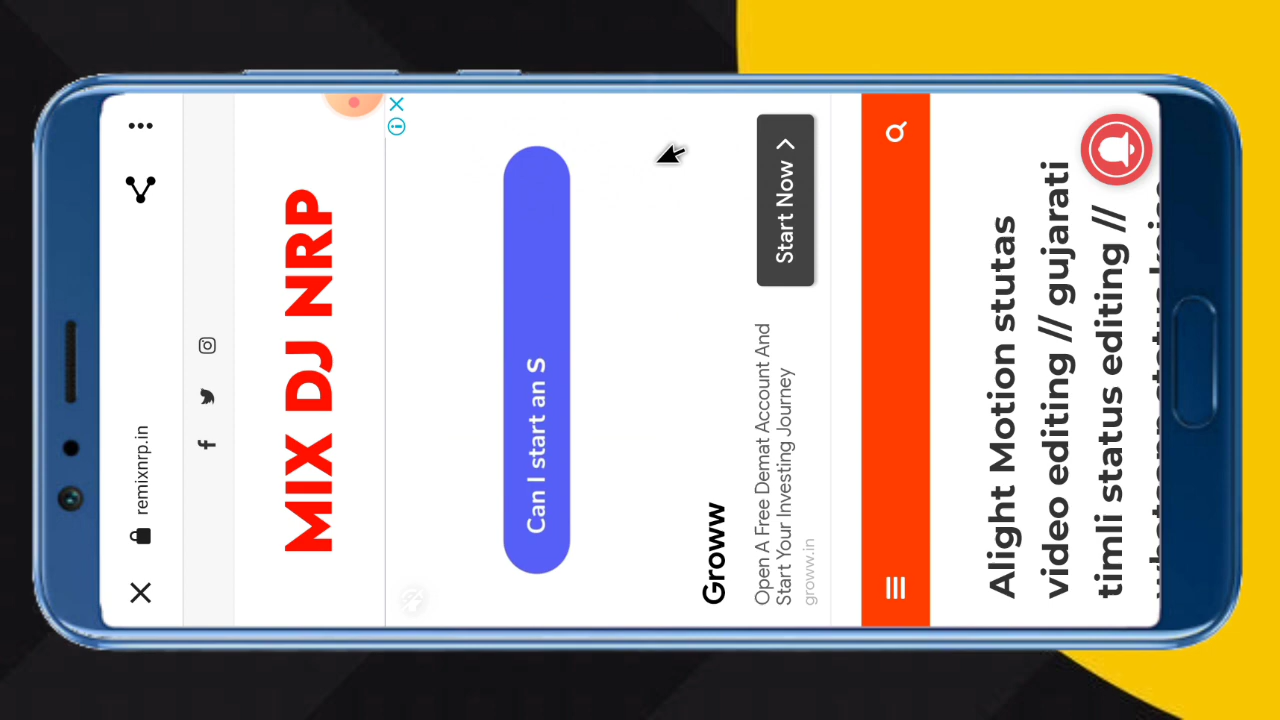 remixnrp.in
MIX DJ NRP
Can I start an S
Groww
Open A Free Demat Account And
Start Your Investing Journey
groww.in
Start Now
Alight Motion stutas
video editing // gujarati
timli status editing //